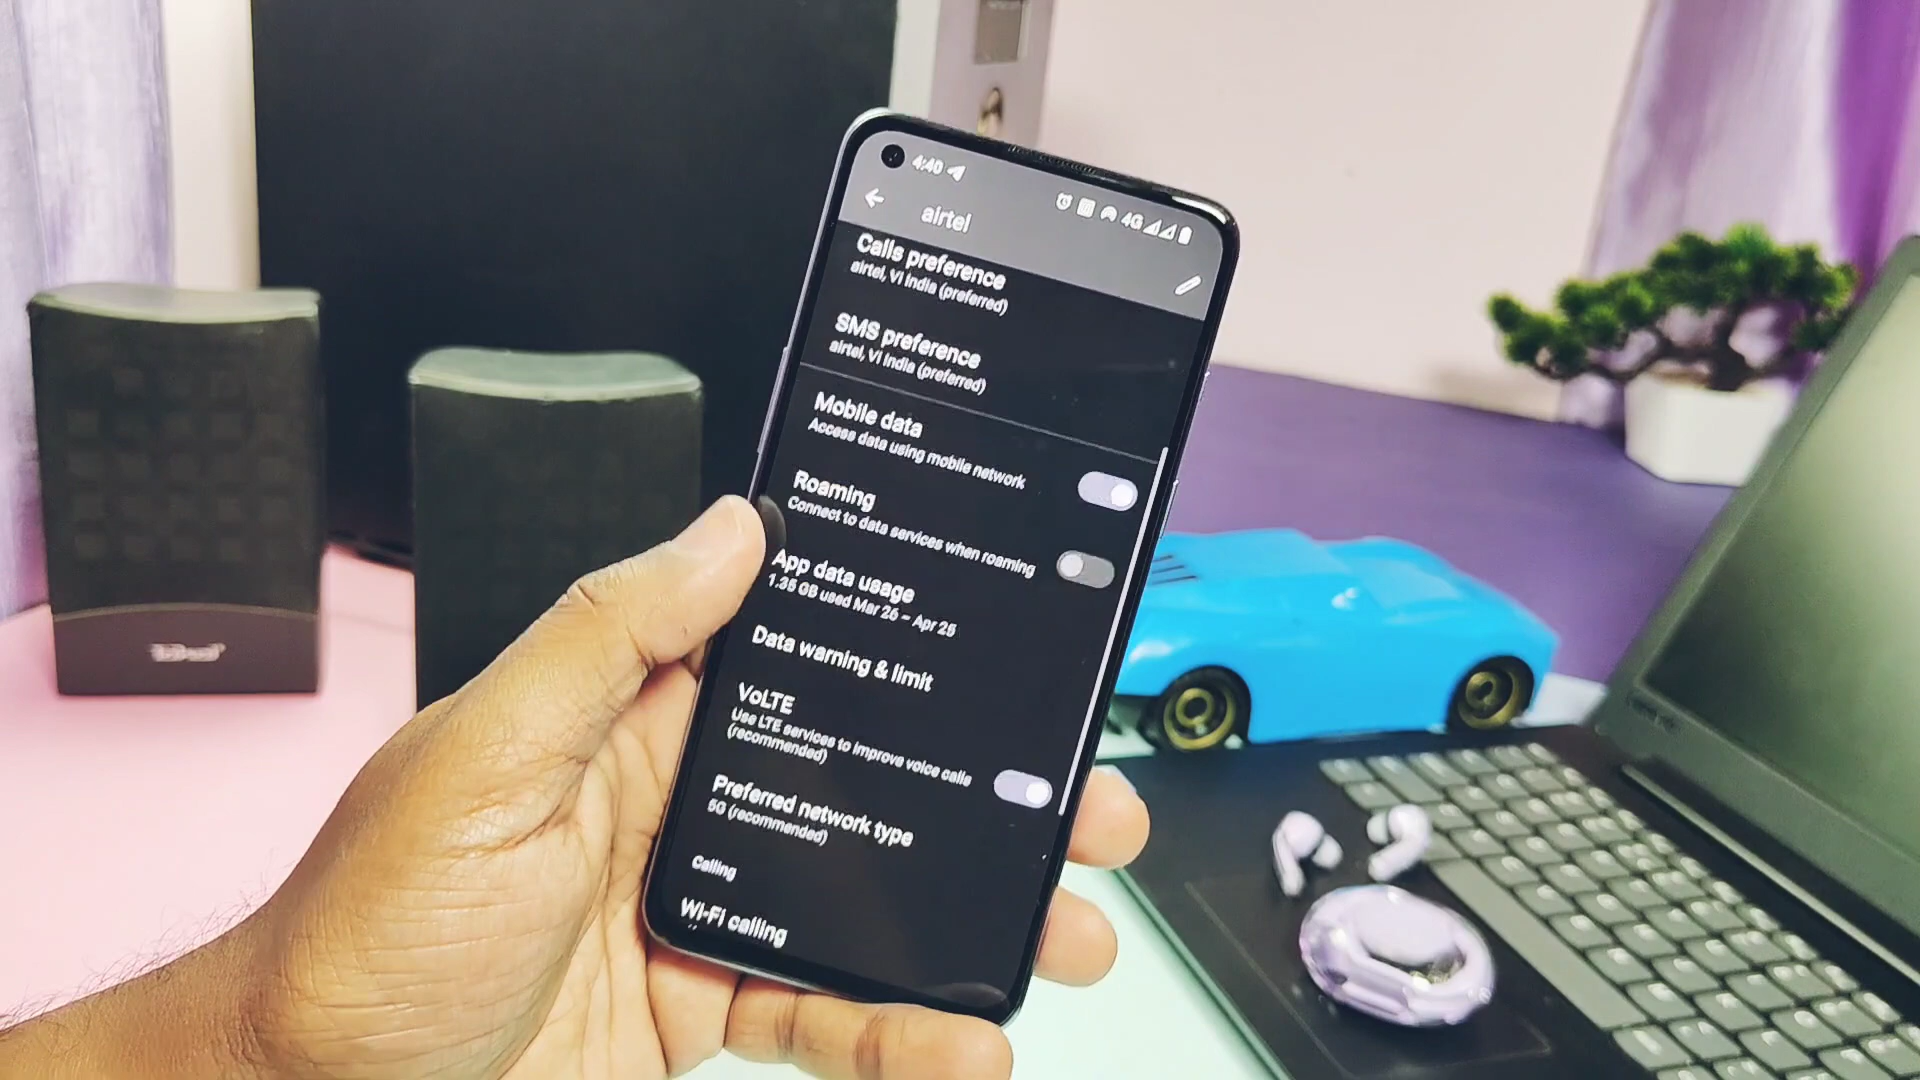 4:40
4G
airtel
Calls preference
airtel, Vi India (preferred)
SMS preference
airtel, Vi India (preferred)
Mobile data
Access data using mobile network
Roaming
Connect to data services when roaming
App data usage
1.35 GB used Mar 26 – Apr 25
Data warning & limit
VoLTE
Use LTE services to improve voice calls
(recommended)
Preferred network type
5G (recommended)
Calling
Wi-Fi calling